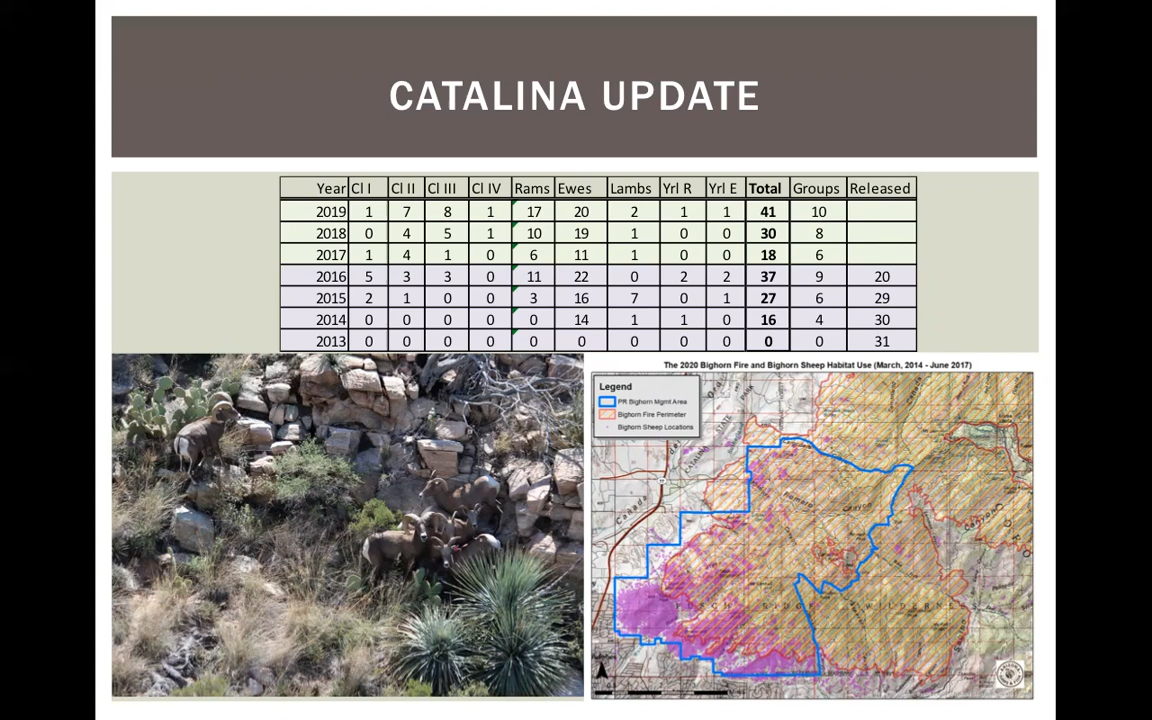 CATALINA UPDATE
Year Cl I Cl II Cl III Cl IV Rams Ewes Lambs Yrl R Yrl E Total Groups Released
2019 1 7 8 1 17 20 2 1 1 41 10
2018 0 4 5 1 10 19 1 0 0 30 8
2017 1 4 1 0 6 11 1 0 0 18 6
2016 5 3 3 0 11 22 0 2 2 37 9 20
2015 2 1 0 0 3 16 7 0 1 27 6 29
2014 0 0 0 0 0 14 1 1 0 16 4 30
2013 0 0 0 0 0 0 0 0 0 0 0 31
The 2020 Bighorn Fire and Bighorn Sheep Habitat Use (March, 2014 - June 2017)
Legend
PR Bighorn Mgmt Area
Bighorn Fire Perimeter
Bighorn Sheep Locations
Cañada
Canyon